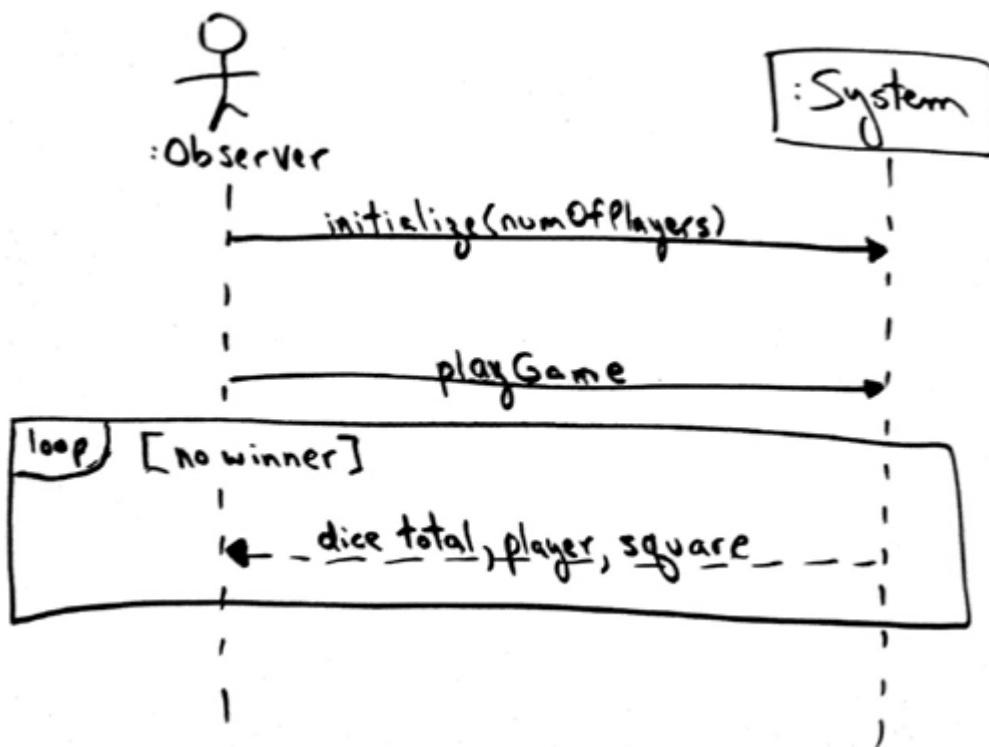 :Observer
:System
initialize(numOfPlayers)
playGame
loop
[no winner]
dice total, player, square